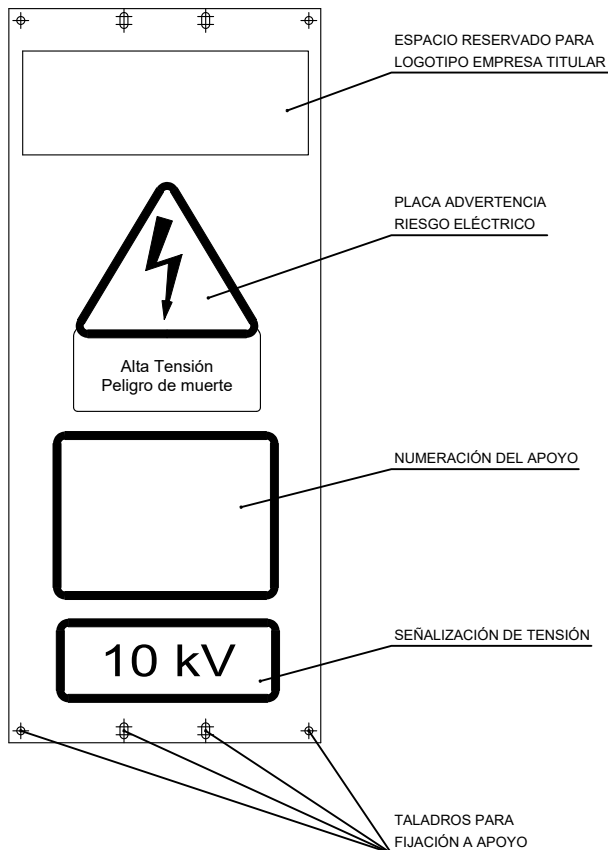 ESPACIO RESERVADO PARA
LOGOTIPO EMPRESA TITULAR
PLACA ADVERTENCIA
RIESGO ELÉCTRICO
Alta Tensión
Peligro de muerte
NUMERACIÓN DEL APOYO
SEÑALIZACIÓN DE TENSIÓN
10 kV
TALADROS PARA
FIJACIÓN A APOYO